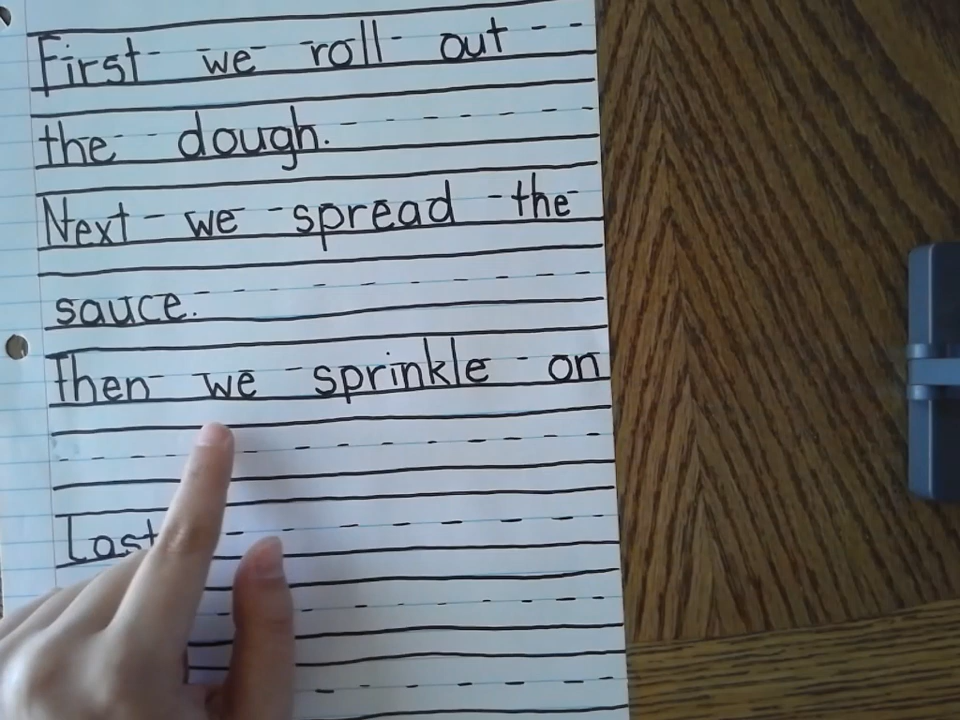 First we roll out
the dough.
Next we spread the
sauce.
Then we sprinkle on
Last